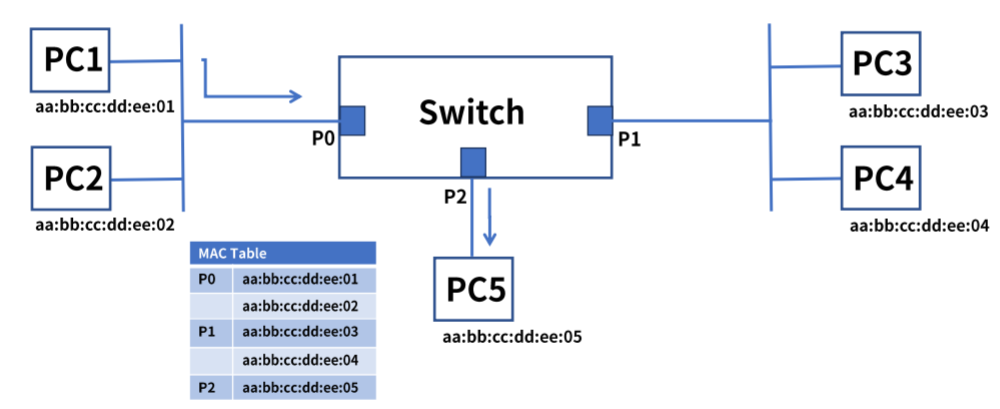 PC1
aa:bb:cc:dd:ee:01
PC2
aa:bb:cc:dd:ee:02
Switch
P0
P1
P2
PC3
aa:bb:cc:dd:ee:03
PC4
aa:bb:cc:dd:ee:04
PC5
aa:bb:cc:dd:ee:05
MAC Table
P0 aa:bb:cc:dd:ee:01
aa:bb:cc:dd:ee:02
P1 aa:bb:cc:dd:ee:03
aa:bb:cc:dd:ee:04
P2 aa:bb:cc:dd:ee:05